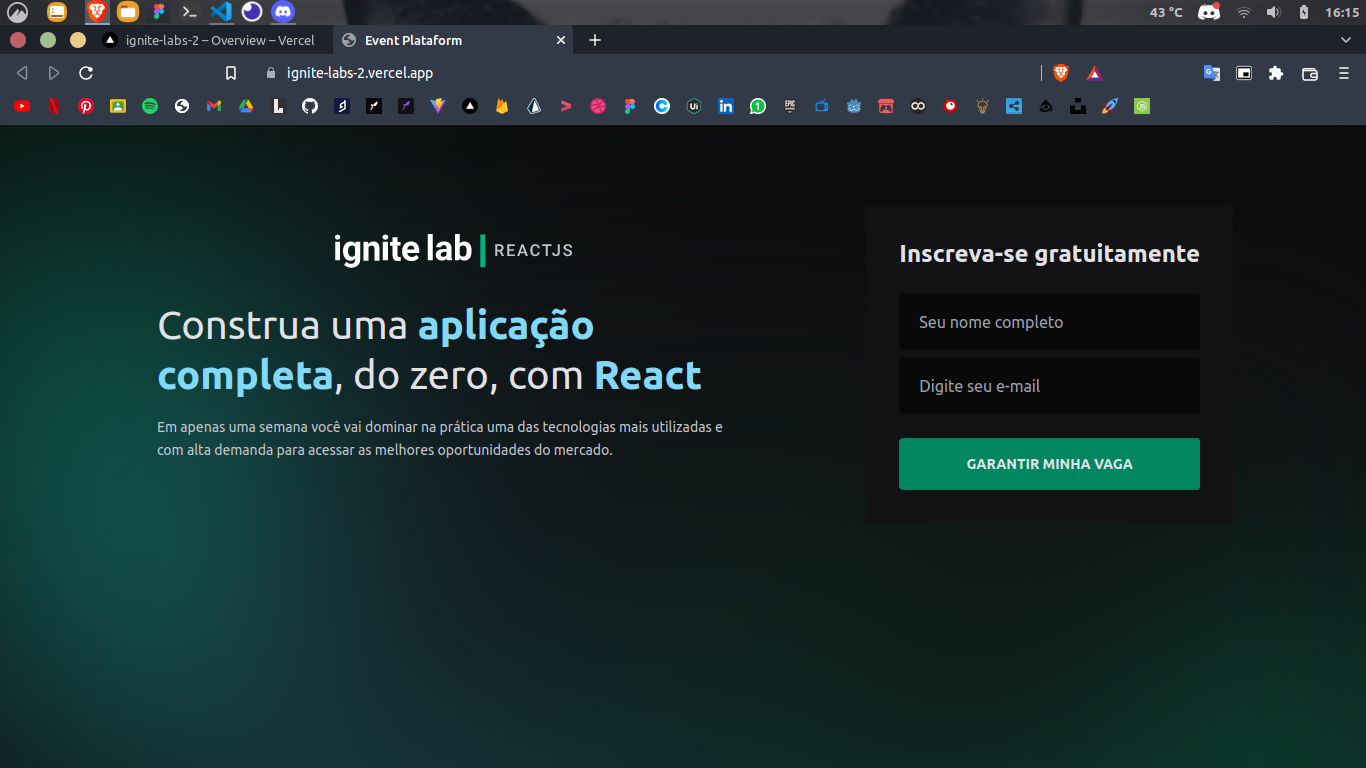 43 °C
16:15
ignite-labs-2 – Overview – Vercel
Event Plataform
ignite-labs-2.vercel.app
ignite lab
REACTJS
Construa uma aplicação
completa, do zero, com React
Em apenas uma semana você vai dominar na prática uma das tecnologias mais utilizadas e
com alta demanda para acessar as melhores oportunidades do mercado.
Inscreva-se gratuitamente
Seu nome completo
Digite seu e-mail
GARANTIR MINHA VAGA